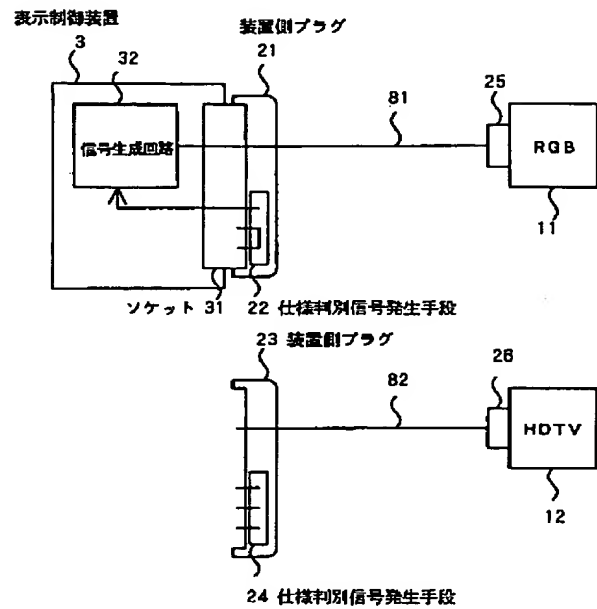 表示制御装置
3
32
装置側プラグ
21
信号生成回路
81
25
RGB
11
ソケット 31
22 仕様判別信号発生手段
23 装置側プラグ
82
26
HDTV
12
24 仕様判別信号発生手段